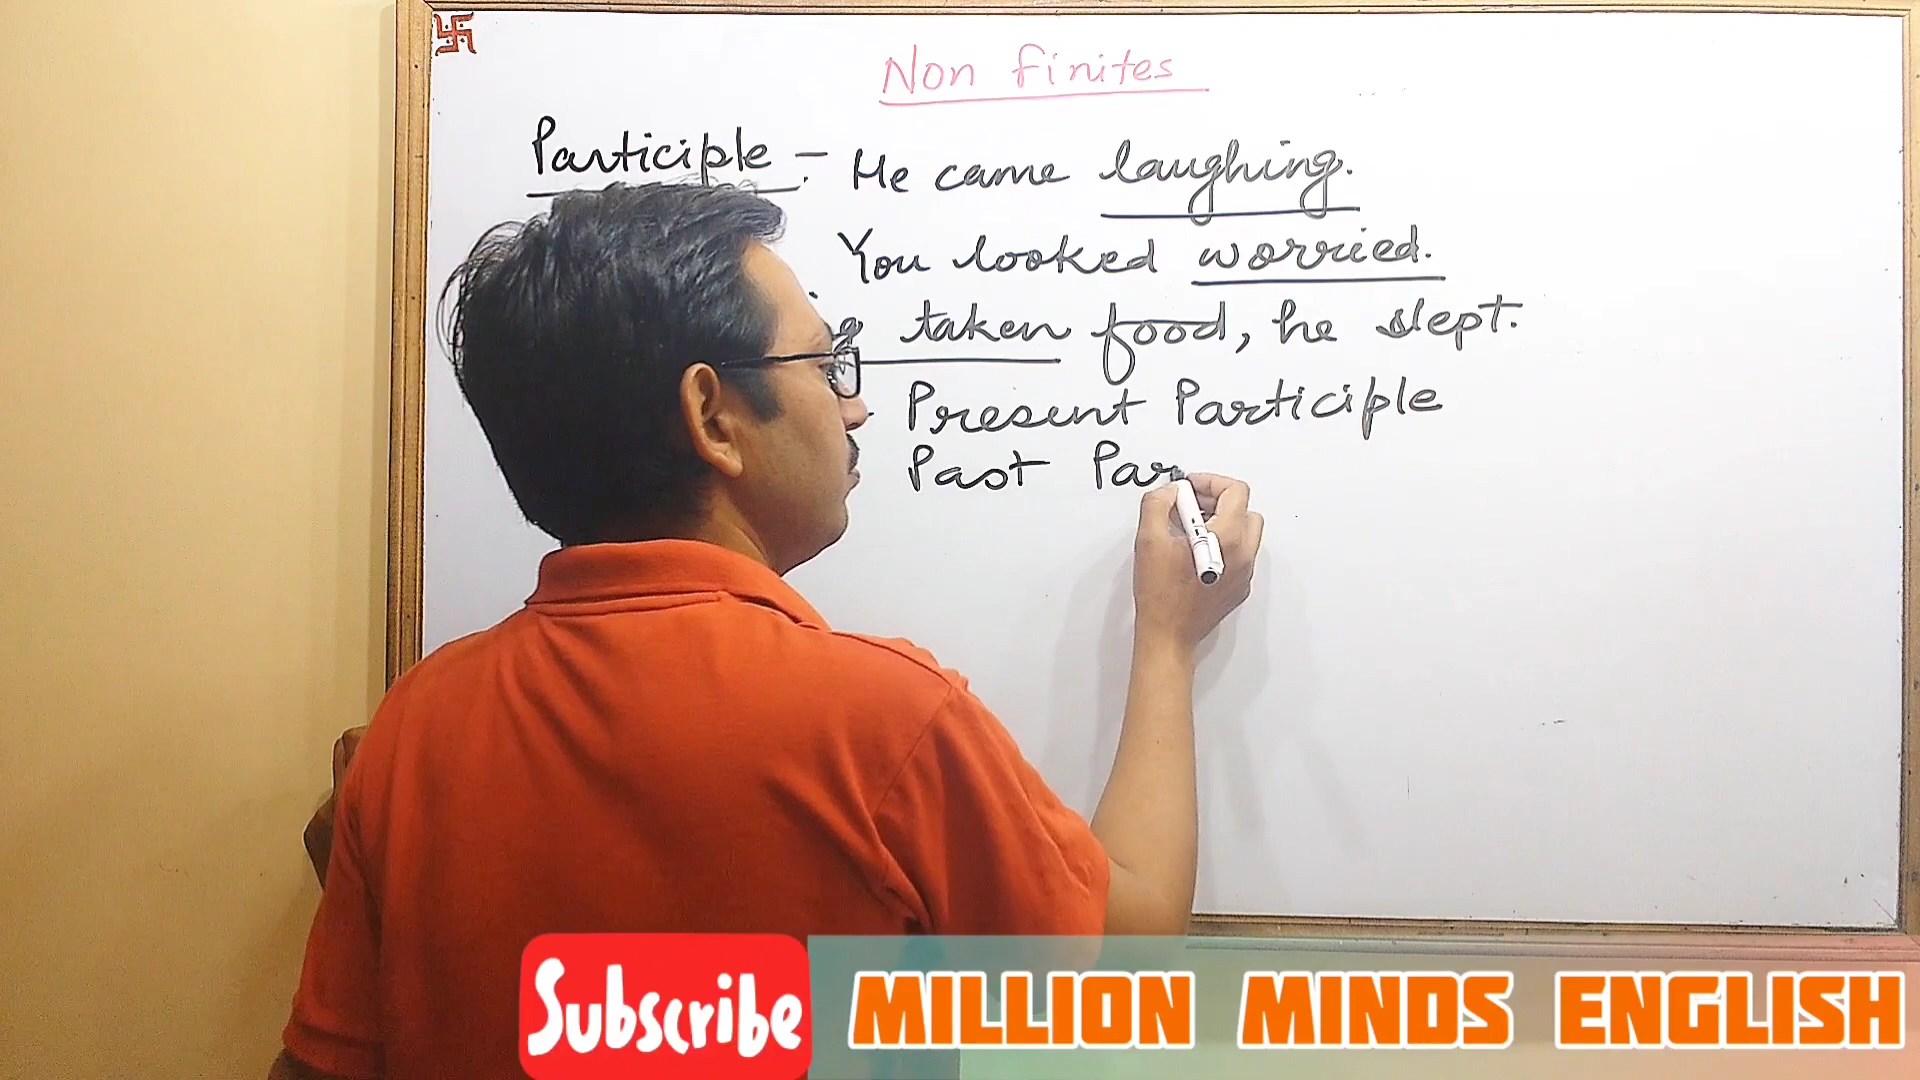 Non Finites
Participle :- He came laughing.
You looked worried.
taken food, he slept.
Present Participle
Past Par
Subscribe MILLION MINDS ENGLISH